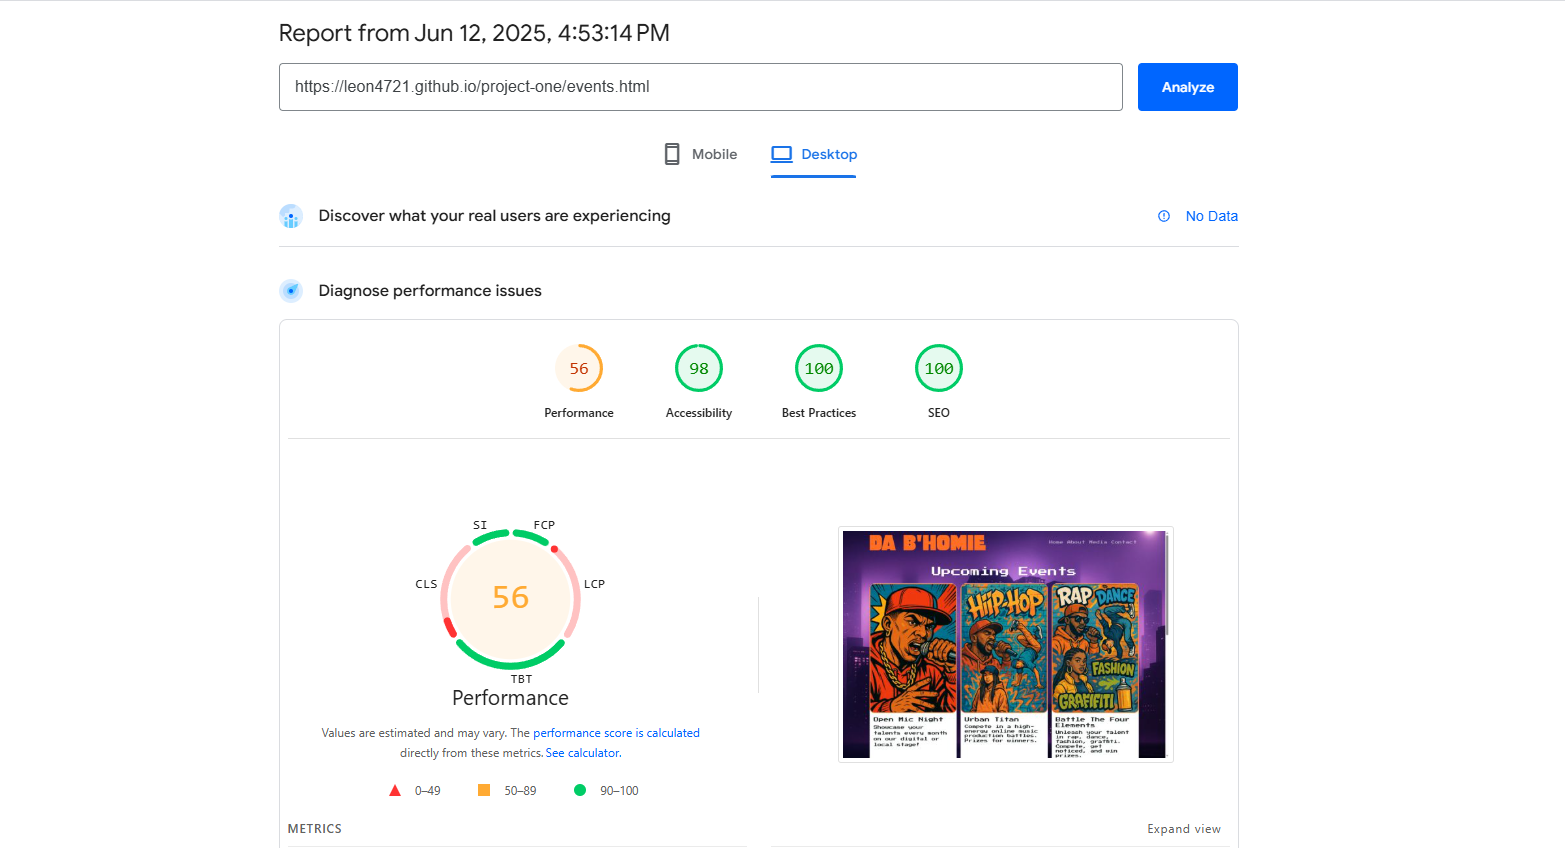 Report from Jun 12, 2025, 4:53:14 PM
https://leon4721.github.io/project-one/events.html
Analyze
Mobile
Desktop
Discover what your real users are experiencing
No Data
Diagnose performance issues
56
98
100
100
Performance
Accessibility
Best Practices
SEO
SI
FCP
CLS
LCP
56
TBT
Performance
Values are estimated and may vary. The performance score is calculated
directly from these metrics. See calculator.
0–49
50–89
90–100
DA B'HOMIE
Home About Media Contact
Upcoming Events
HiiP-HOP
RAP
DANCE
FASHION
GRAFIFITI
Open Mic Night
Showcase your
talents every month
on our digital or
local stage!
Urban Titan
Compete in a high-
energy online music
production battles.
Prizes for winners.
Battle The Four
Elements
Unleash your talent
in rap, dance,
fashion, graffiti.
Compete, get
noticed, and win
prizes.
METRICS
Expand view